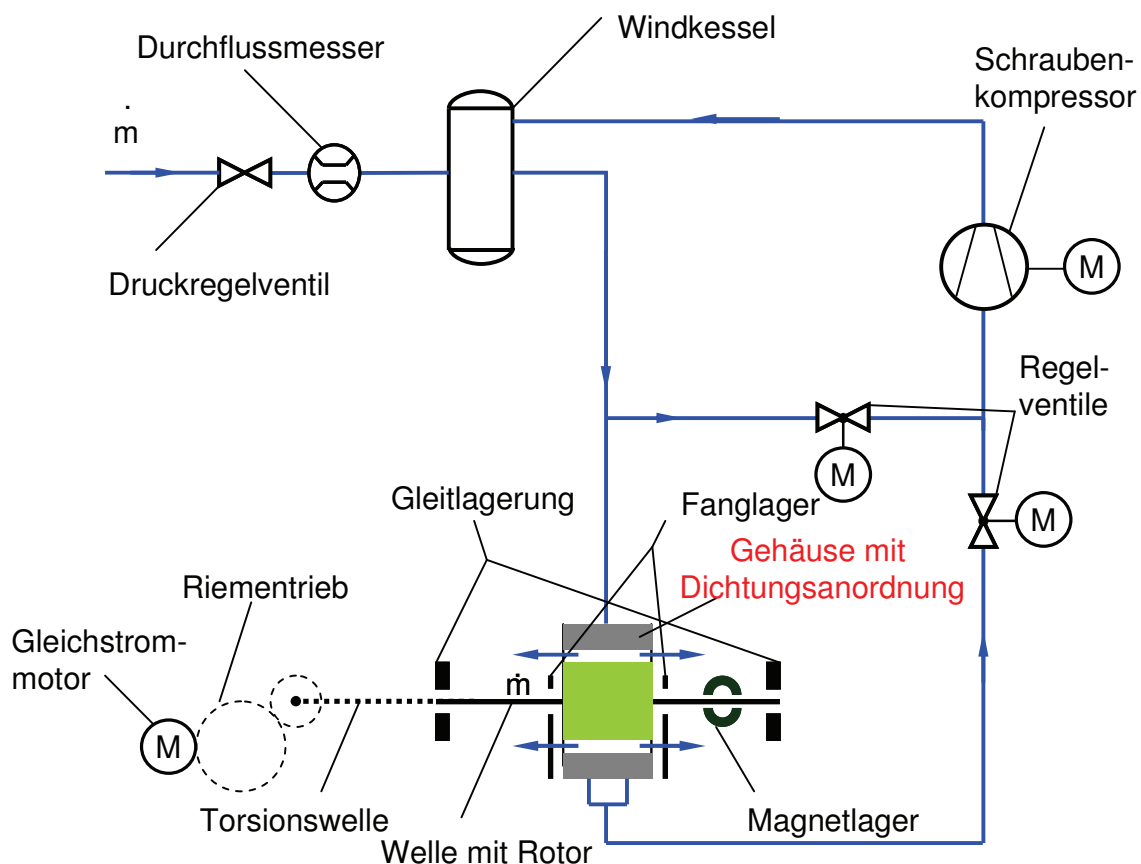 Durchflussmesser
Windkessel
Schrauben-
kompressor
ṁ
Druckregelventil
M
Regel-
ventile
M
M
Gleitlagerung
Fanglager
Gehäuse mit
Dichtungsanordnung
Riementrieb
Gleichstrom-
motor
ṁ
M
Torsionswelle
Welle mit Rotor
Magnetlager